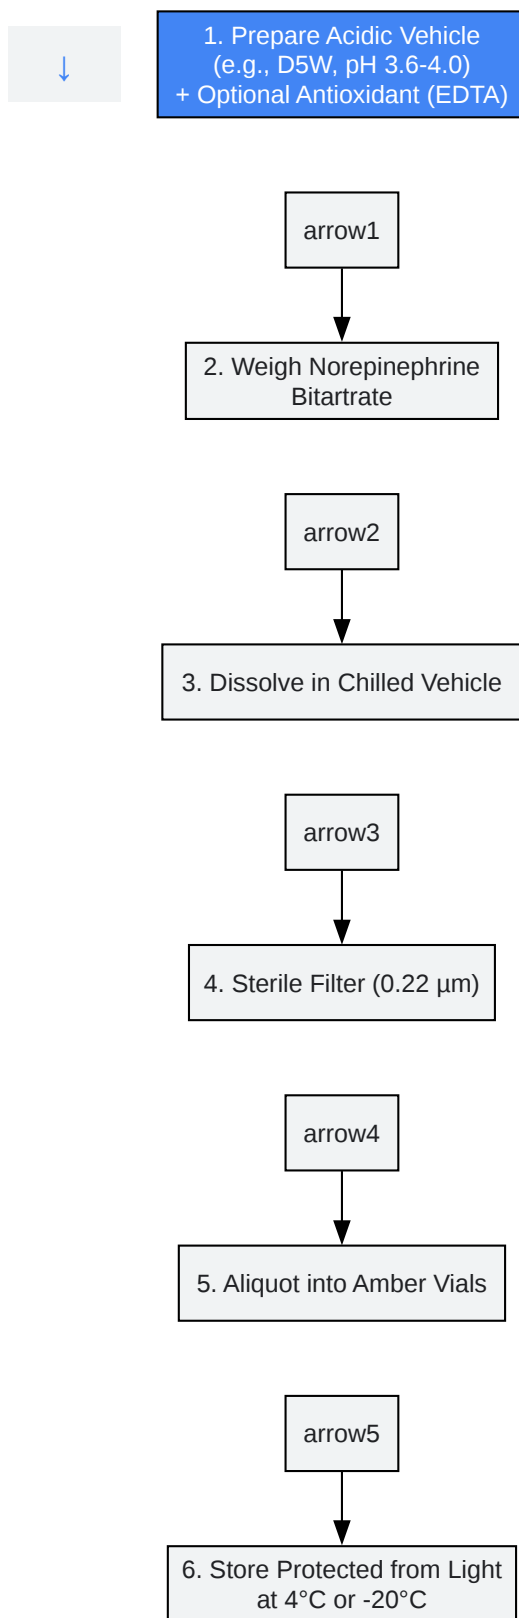 ↓
1. Prepare Acidic Vehicle
(e.g., D5W, pH 3.6-4.0)
+ Optional Antioxidant (EDTA)
arrow1
2. Weigh Norepinephrine
Bitartrate
arrow2
3. Dissolve in Chilled Vehicle
arrow3
4. Sterile Filter (0.22 µm)
arrow4
5. Aliquot into Amber Vials
arrow5
6. Store Protected from Light
at 4°C or -20°C